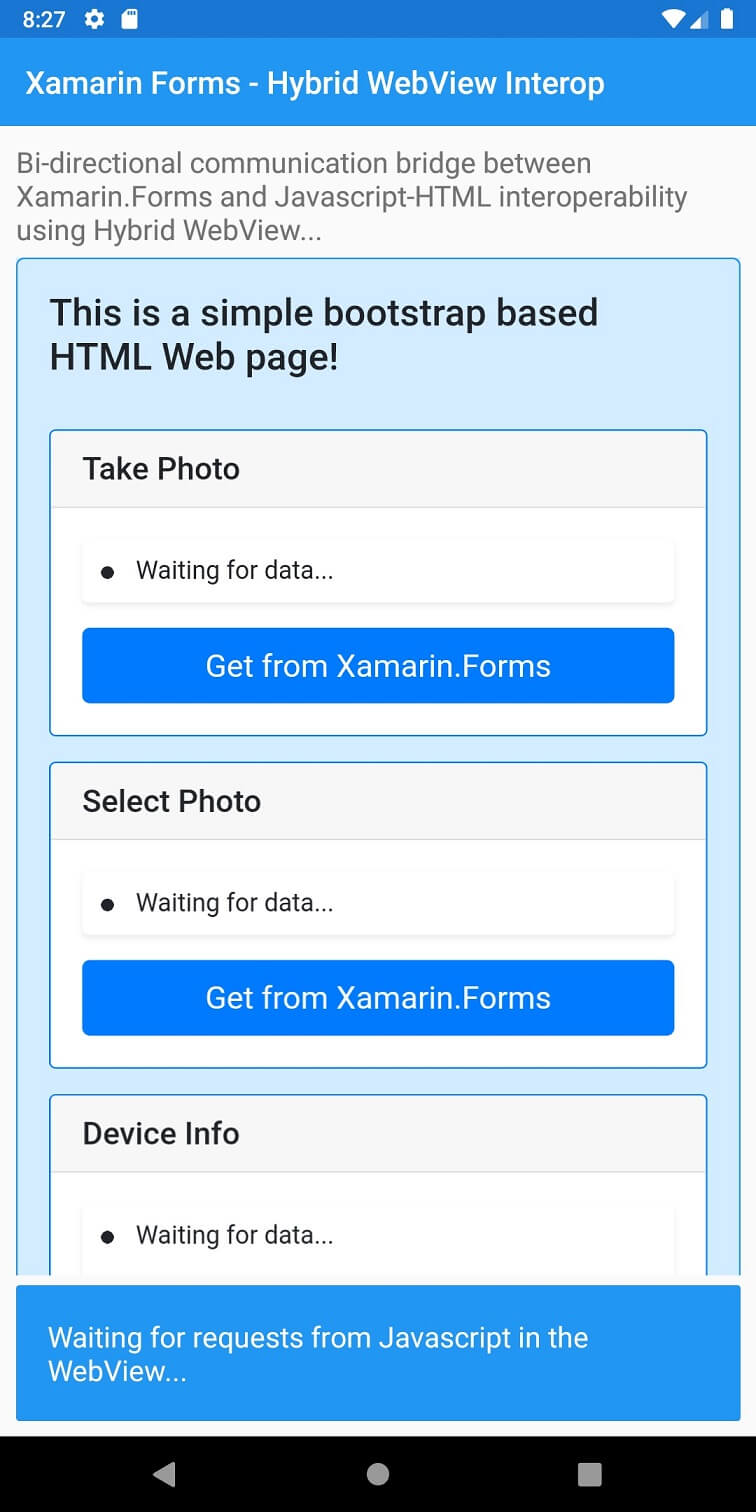 8:27
Xamarin Forms - Hybrid WebView Interop
Bi-directional communication bridge between
Xamarin.Forms and Javascript-HTML interoperability
using Hybrid WebView...
This is a simple bootstrap based
HTML Web page!
Take Photo
Waiting for data...
Get from Xamarin.Forms
Select Photo
Waiting for data...
Get from Xamarin.Forms
Device Info
Waiting for data...
Waiting for requests from Javascript in the
WebView...